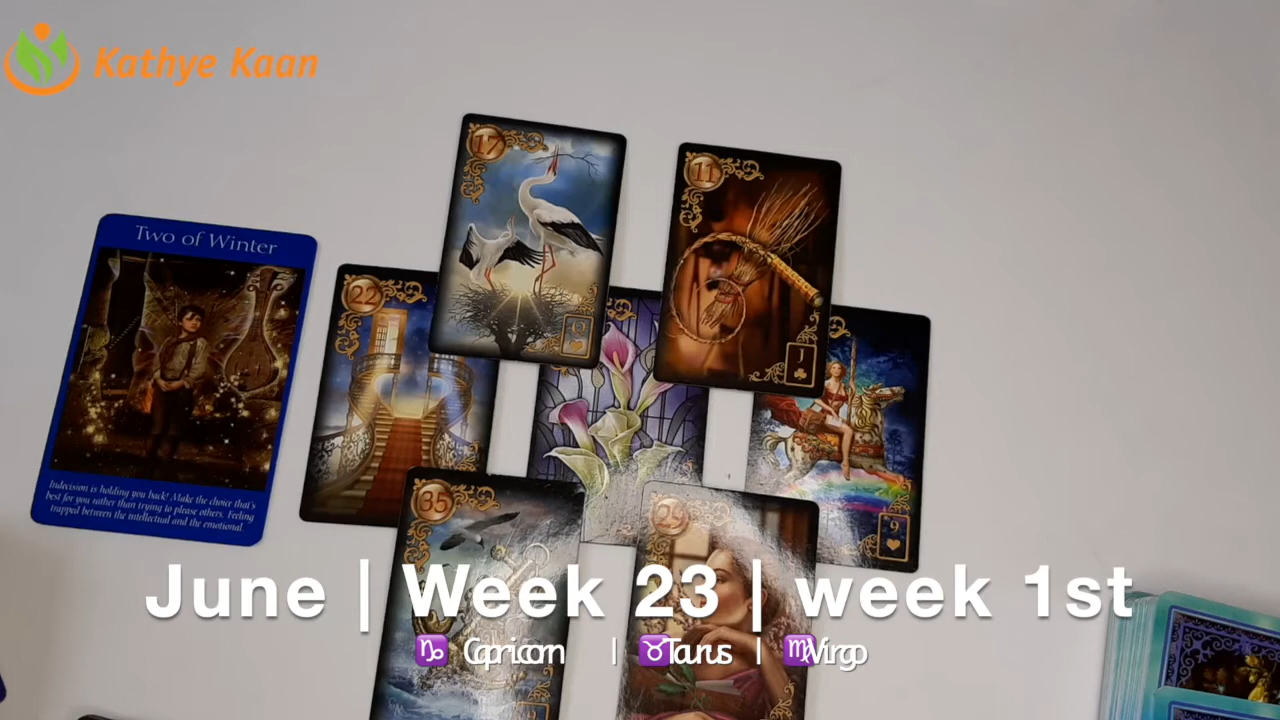 Kathye Kaan
17
11
Two of Winter
22
Q
J
35
29
9
Indecision is holding you back! Make the choice that's
best for you rather than trying to please others. Feeling
trapped between the intellectual and the emotional.
June | Week 23 | week 1st
♑ Capricorn | ♉Tarus | ♍Virgo